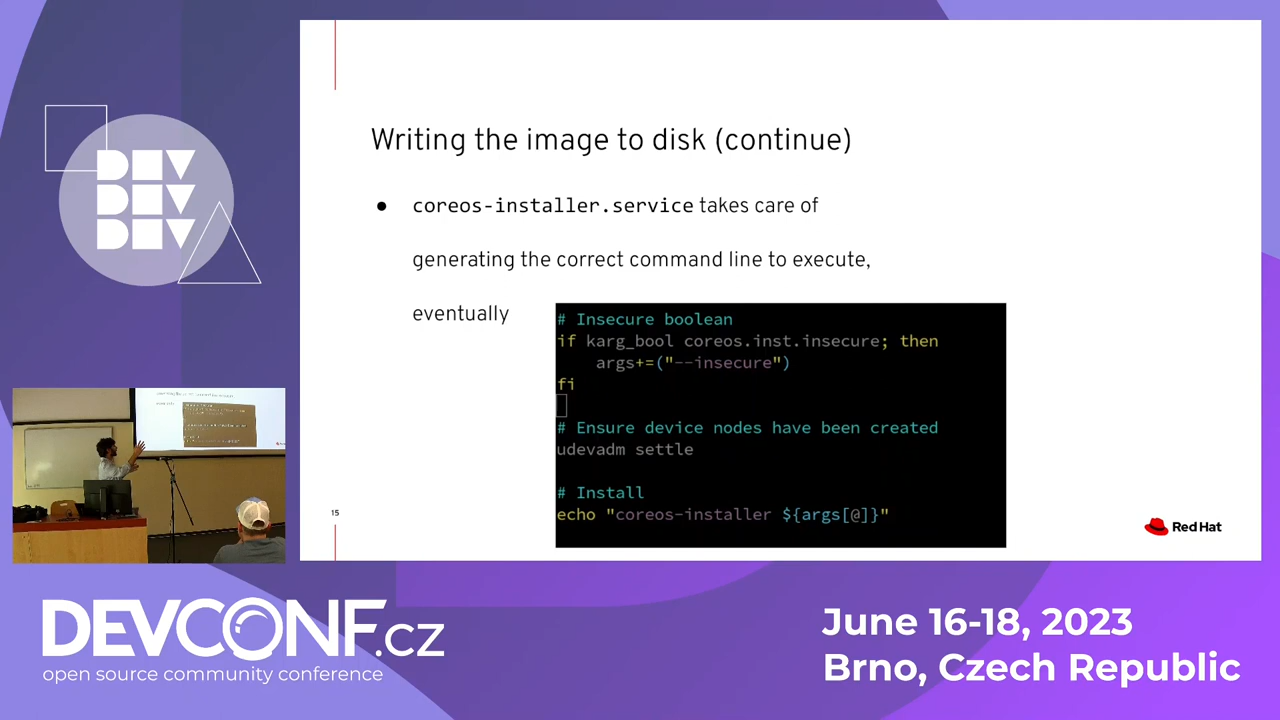 DEV
DEV
DEV
Writing the image to disk (continue)
● coreos-installer.service takes care of
generating the correct command line to execute,
eventually
# Insecure boolean
if karg_bool coreos.inst.insecure; then
args+=("--insecure")
fi
# Ensure device nodes have been created
udevadm settle
# Install
echo "coreos-installer ${args[@]}"
15
Red Hat
DEVCONF.cz
open source community conference
June 16-18, 2023
Brno, Czech Republic